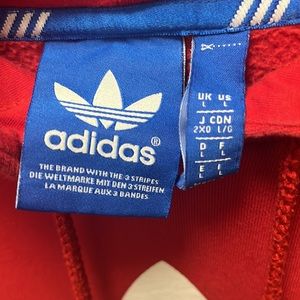 adidas®
THE BRAND WITH THE 3 STRIPES
DIE WELTMARKE MIT DEN 3 STREIFEN
LA MARQUE AUX 3 BANDES
UK US
L L
J CDN
2XO L/G
D F
L L
E E
L L